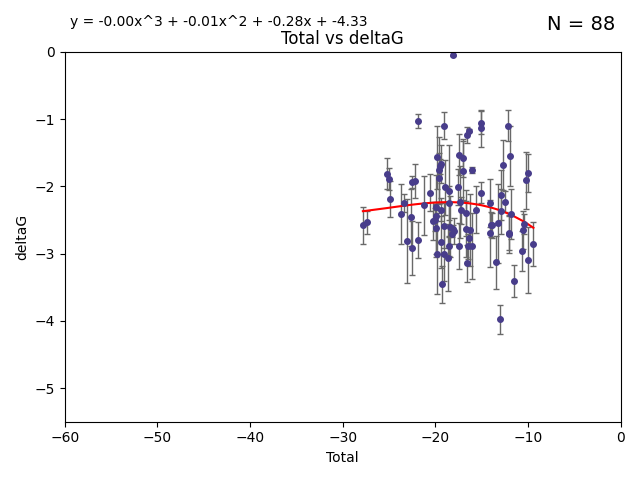 y = -0.00x^3 + -0.01x^2 + -0.28x + -4.33
N = 88
Total vs deltaG
0
−1
−2
−3
−4
−5
deltaG
−60 −50 −40 −30 −20 −10 0
Total